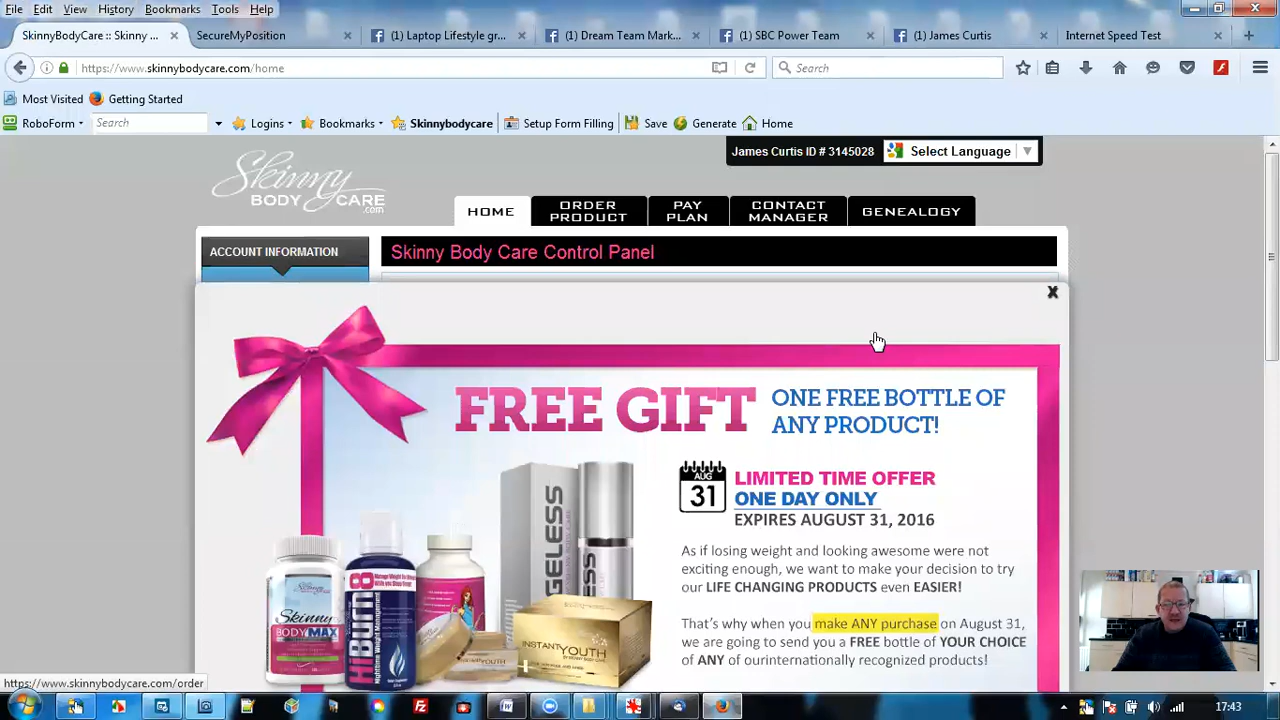 File Edit View History Bookmarks Tools Help
SkinnyBodyCare :: Skinny ... SecureMyPosition (1) Laptop Lifestyle gr... (1) Dream Team Mark... (1) SBC Power Team (1) James Curtis Internet Speed Test
https://www.skinnybodycare.com/home Search
Most Visited Getting Started
RoboForm Search Logins Bookmarks Skinnybodycare Setup Form Filling Save Generate Home
James Curtis ID # 3145028 Select Language
Skinny
BODY CARE
.com
HOME ORDER PRODUCT PAY PLAN CONTACT MANAGER GENEALOGY
ACCOUNT INFORMATION Skinny Body Care Control Panel
X
FREE GIFT ONE FREE BOTTLE OF
ANY PRODUCT!
AUG
31
LIMITED TIME OFFER
ONE DAY ONLY
EXPIRES AUGUST 31, 2016
As if losing weight and looking awesome were not
exciting enough, we want to make your decision to try
our LIFE CHANGING PRODUCTS even EASIER!
That's why when you make ANY purchase on August 31,
we are going to send you a FREE bottle of YOUR CHOICE
of ANY of ourinternationally recognized products!
Skinny
BODYMAX
HIBURN8
INSTANTYOUTH
https://www.skinnybodycare.com/order
17:43